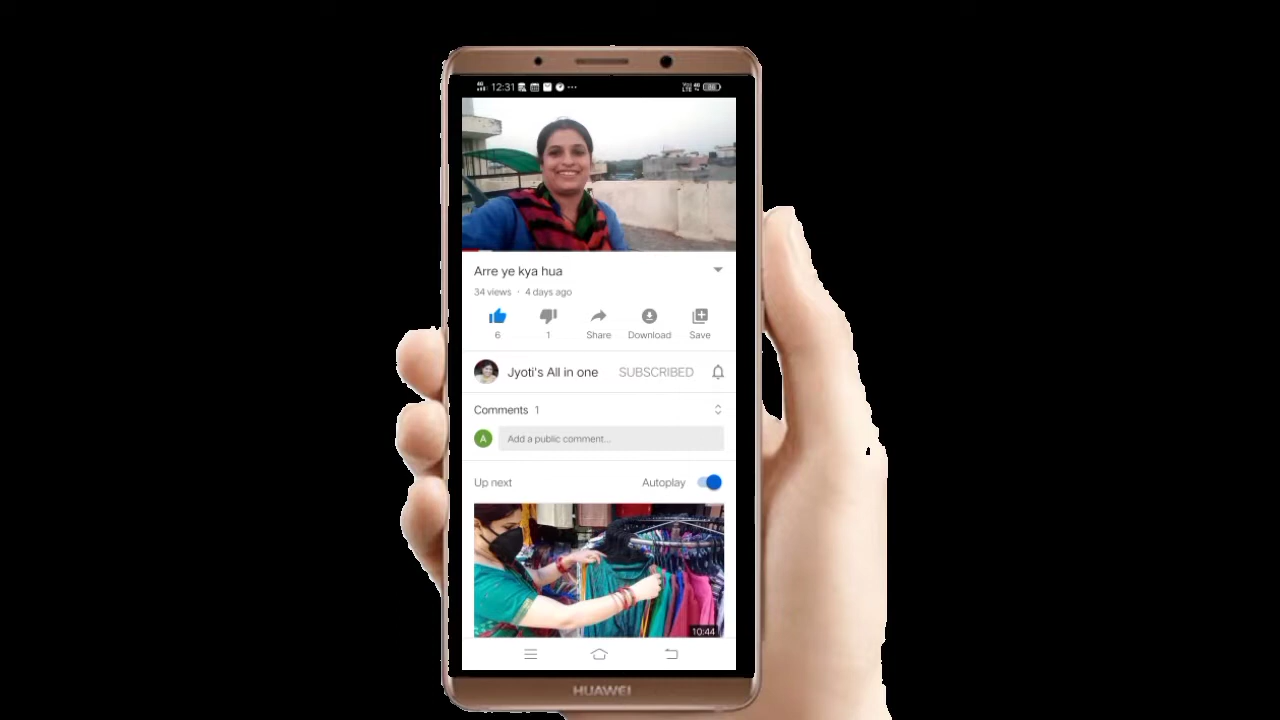 12:31
Arre ye kya hua
34 views · 4 days ago
6 1 Share Download Save
Jyoti's All in one SUBSCRIBED
Comments 1
A Add a public comment...
Up next Autoplay
10:44
HUAWEI